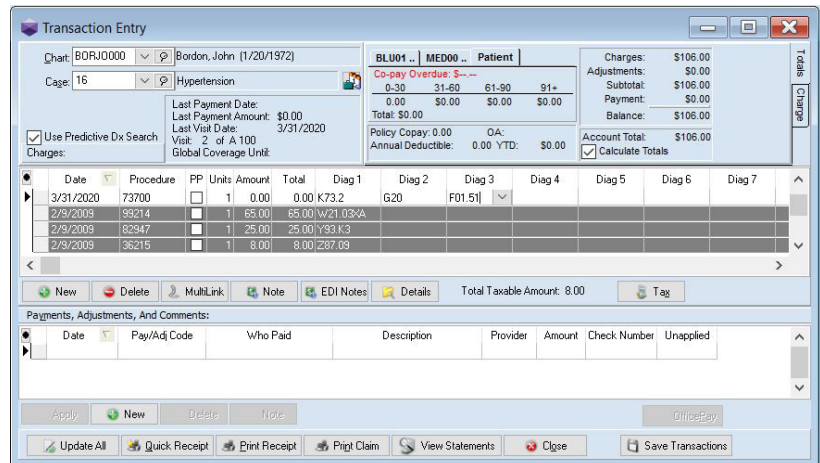 Transaction Entry
Chart: BORJ0000 Bordon, John (1/20/1972)
Case: 16 Hypertension
Last Payment Date:
Last Payment Amount: $0.00
Last Visit Date: 3/31/2020
Visit: 2 of A 100
Global Coverage Until:
Use Predictive Dx Search
Charges:
BLU01 .. MED00 .. Patient
Co-pay Overdue: $--.--
0-30 31-60 61-90 91+
0.00 $0.00 $0.00 $0.00
Total: $0.00
Policy Copay: 0.00 OA:
Annual Deductible: 0.00 YTD: $0.00
Charges: $106.00
Adjustments: $0.00
Subtotal: $106.00
Payment: $0.00
Balance: $106.00
Account Total: $106.00
Calculate Totals
Totals
Charge
Date Procedure PP Units Amount Total Diag 1 Diag 2 Diag 3 Diag 4 Diag 5 Diag 6 Diag 7
3/31/2020 73700 1 0.00 0.00 K73.2 G20 F01.51
2/9/2009 99214 1 65.00 65.00 W21.03XA
2/9/2009 82947 1 25.00 25.00 Y93.K3
2/9/2009 36215 1 8.00 8.00 Z87.09
New Delete MultiLink Note EDI Notes Details Total Taxable Amount: 8.00 Tax
Payments, Adjustments, And Comments:
Date Pay/Adj Code Who Paid Description Provider Amount Check Number Unapplied
Apply New Delete Note OfficePay
Update All Quick Receipt Print Receipt Print Claim View Statements Close Save Transactions